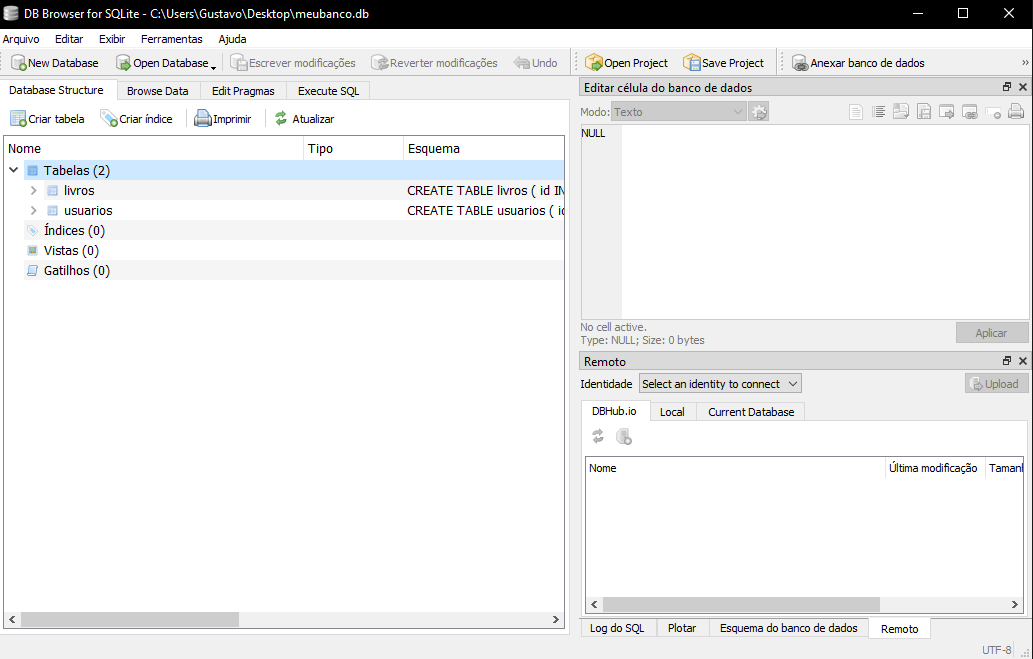 DB Browser for SQLite - C:\Users\Gustavo\Desktop\meubanco.db
Arquivo Editar Exibir Ferramentas Ajuda
New Database Open Database Escrever modificações Reverter modificações Undo Open Project Save Project Anexar banco de dados »
Database Structure Browse Data Edit Pragmas Execute SQL
Criar tabela Criar índice Imprimir Atualizar
Nome Tipo Esquema
Tabelas (2)
livros CREATE TABLE livros ( id IN
usuarios CREATE TABLE usuarios ( id
Índices (0)
Vistas (0)
Gatilhos (0)
Editar célula do banco de dados
Modo: Texto
NULL
No cell active.
Type: NULL; Size: 0 bytes
Aplicar
Remoto
Identidade Select an identity to connect Upload
DBHub.io Local Current Database
Nome Última modificação Tamanh
Log do SQL Plotar Esquema do banco de dados Remoto
UTF-8